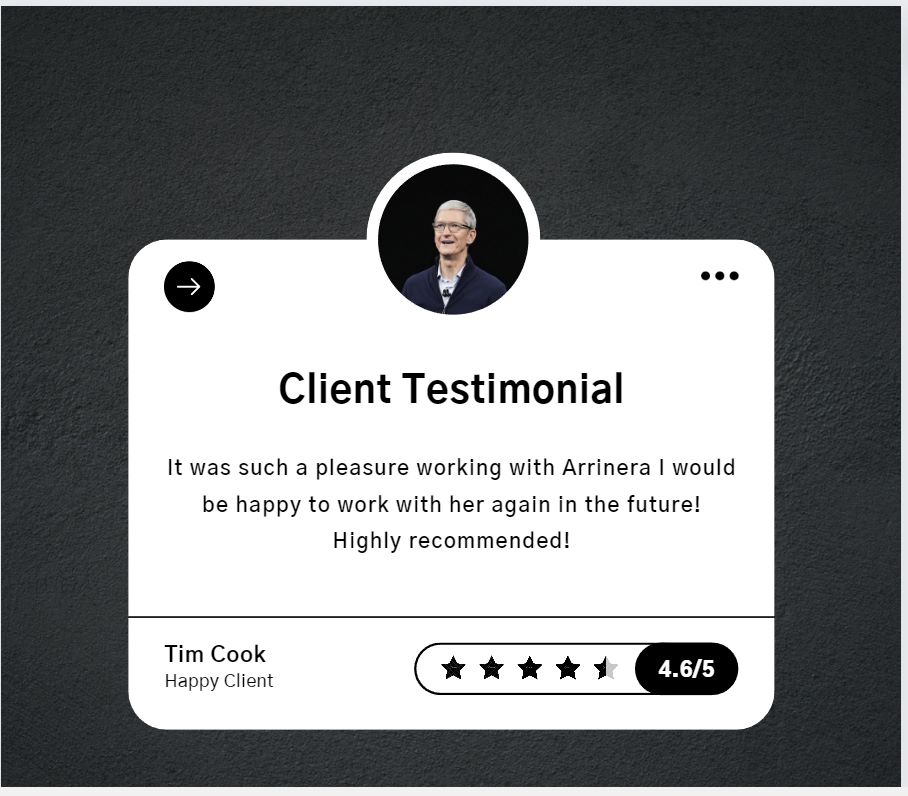 Client Testimonial
It was such a pleasure working with Arrinera I would
be happy to work with her again in the future!
Highly recommended!
Tim Cook
Happy Client
4.6/5